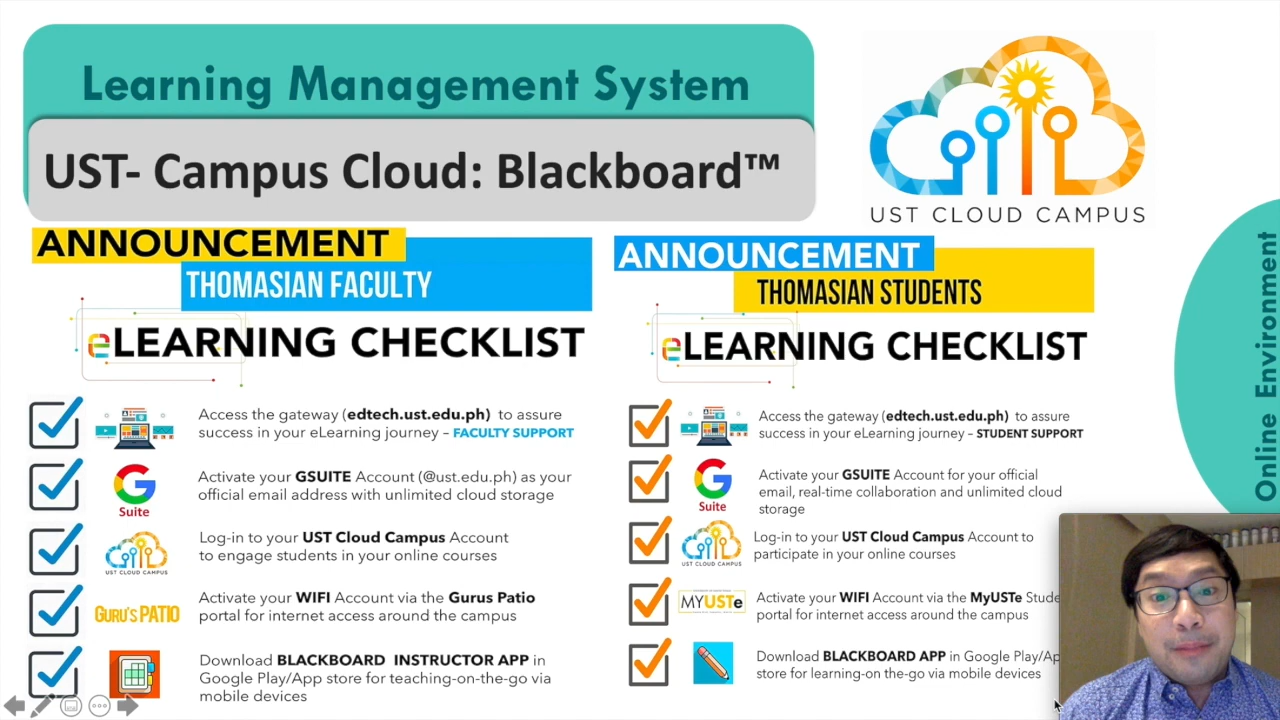 Learning Management System
UST- Campus Cloud: Blackboard™
UST CLOUD CAMPUS
ANNOUNCEMENT
THOMASIAN FACULTY
eLEARNING CHECKLIST
Access the gateway (edtech.ust.edu.ph) to assure
success in your eLearning journey – FACULTY SUPPORT
Suite
Activate your GSUITE Account (@ust.edu.ph) as your
official email address with unlimited cloud storage
UST CLOUD CAMPUS
Log-in to your UST Cloud Campus Account
to engage students in your online courses
GURU'S PATIO
Activate your WIFI Account via the Gurus Patio
portal for internet access around the campus
Download BLACKBOARD INSTRUCTOR APP in
Google Play/App store for teaching-on-the-go via
mobile devices
ANNOUNCEMENT
THOMASIAN STUDENTS
eLEARNING CHECKLIST
Access the gateway (edtech.ust.edu.ph) to assure
success in your eLearning journey – STUDENT SUPPORT
Suite
Activate your GSUITE Account for your official
email, real-time collaboration and unlimited cloud
storage
UST CLOUD CAMPUS
Log-in to your UST Cloud Campus Account to
participate in your online courses
MYUSTe
Activate your WIFI Account via the MyUSTe Stude
portal for internet access around the campus
Download BLACKBOARD APP in Google Play/Ap
store for learning-on the-go via mobile devices
Online Environment